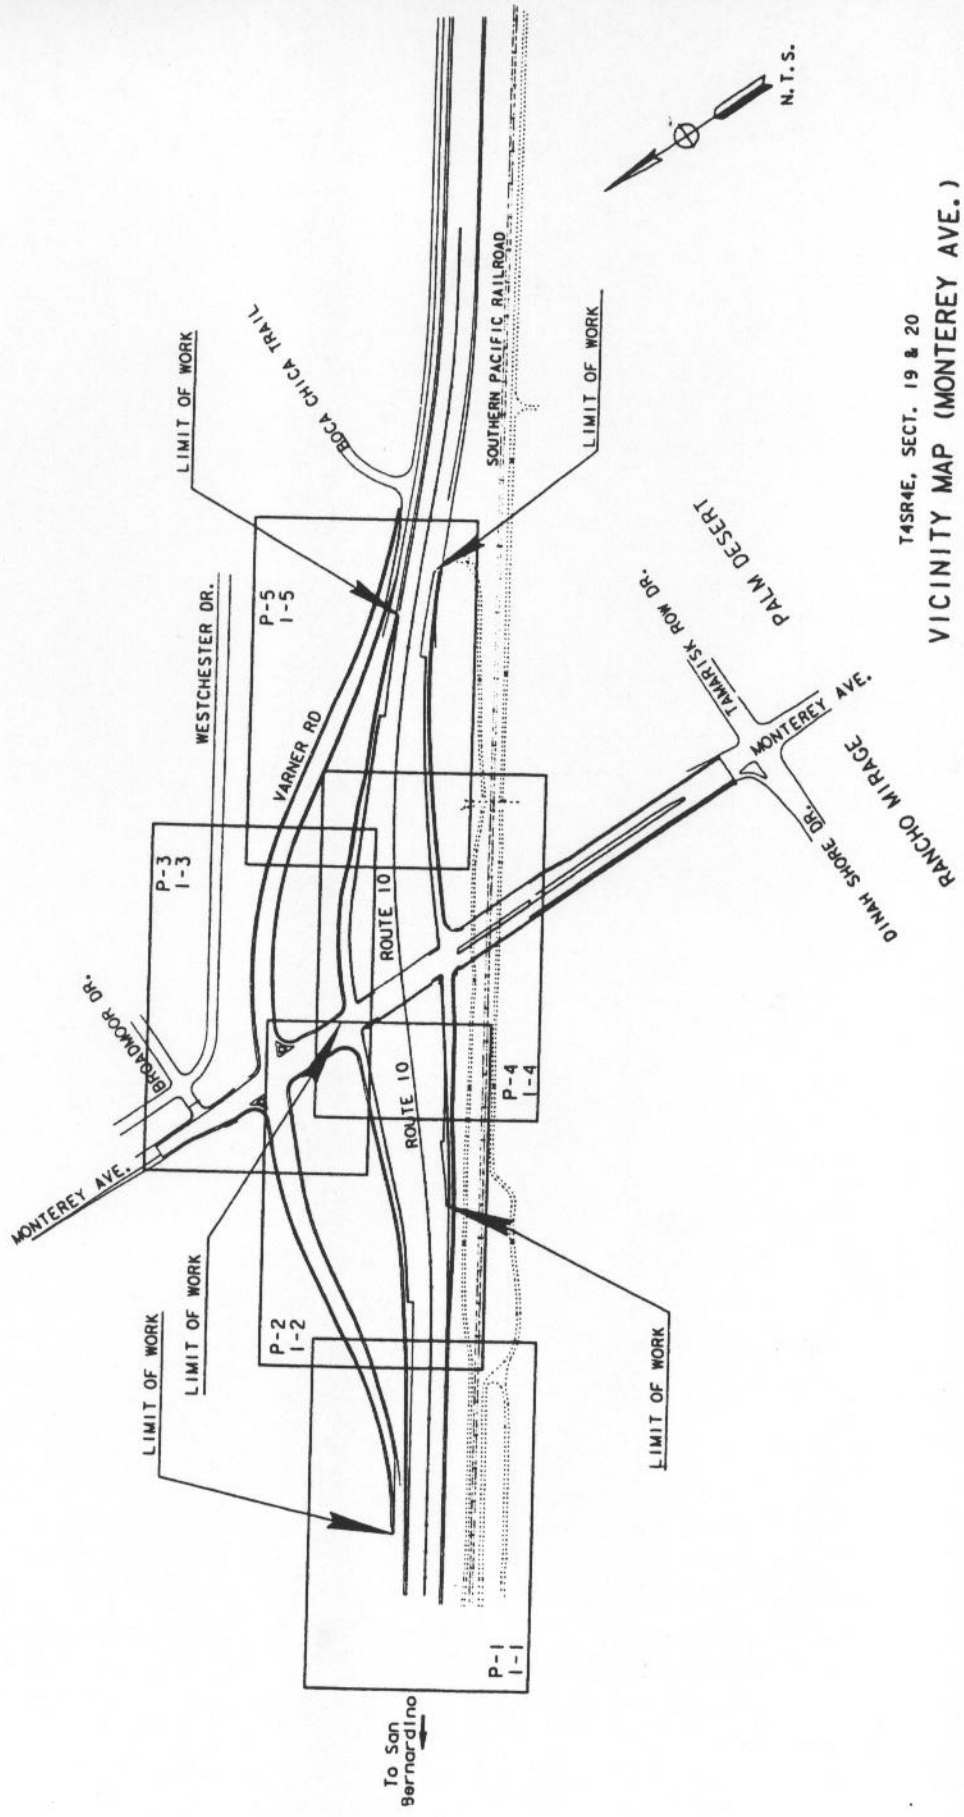 N.T.S.
BOCA CHICA TRAIL
LIMIT OF WORK
SOUTHERN PACIFIC RAILROAD
LIMIT OF WORK
WESTCHESTER DR.
P-5
I-5
VARNER RD
PALM DESERT
TAMARISK ROW DR.
MONTEREY AVE.
RANCHO MIRAGE
DINAH SHORE DR.
P-3
I-3
BROADMOOR DR.
MONTEREY AVE.
ROUTE 10
ROUTE 10
P-4
I-4
LIMIT OF WORK
LIMIT OF WORK
P-2
I-2
LIMIT OF WORK
P-I
I-I
To San
Bernardino
T4SR4E, SECT. 19 & 20
VICINITY MAP (MONTEREY AVE.)